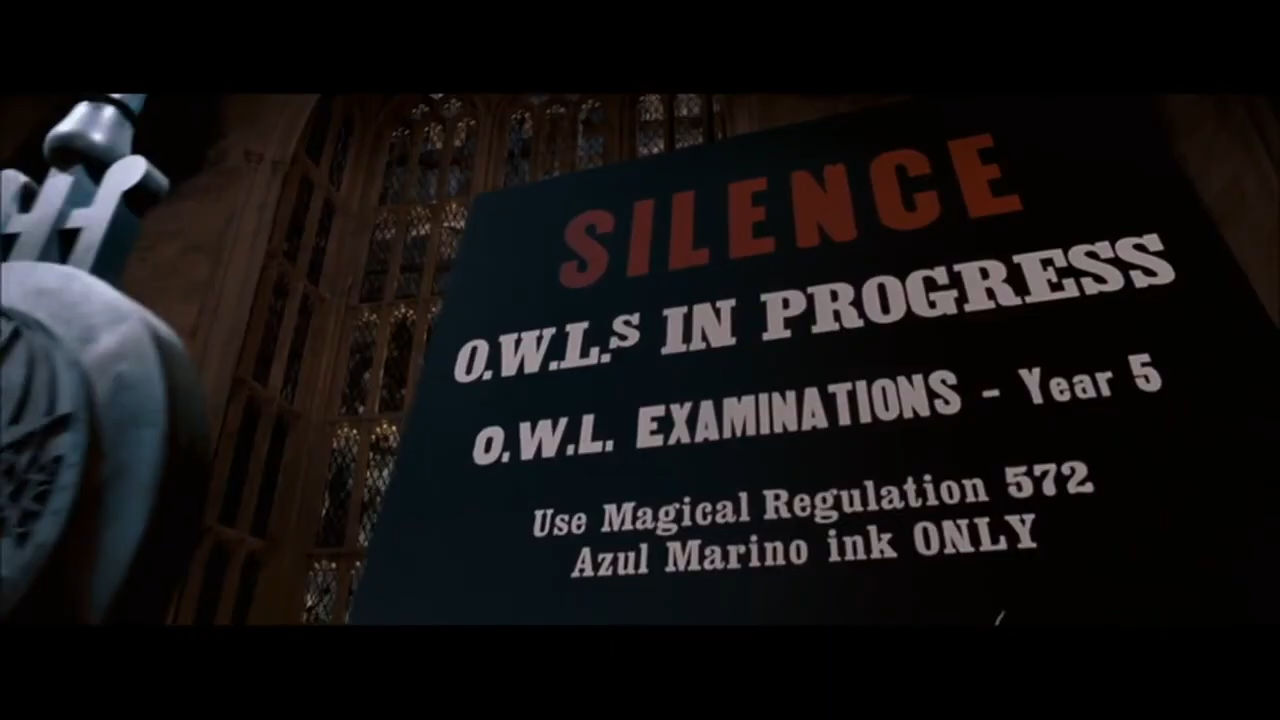 SILENCE
O.W.L.s IN PROGRESS
O.W.L. EXAMINATIONS - Year 5
Use Magical Regulation 572
Azul Marino ink ONLY